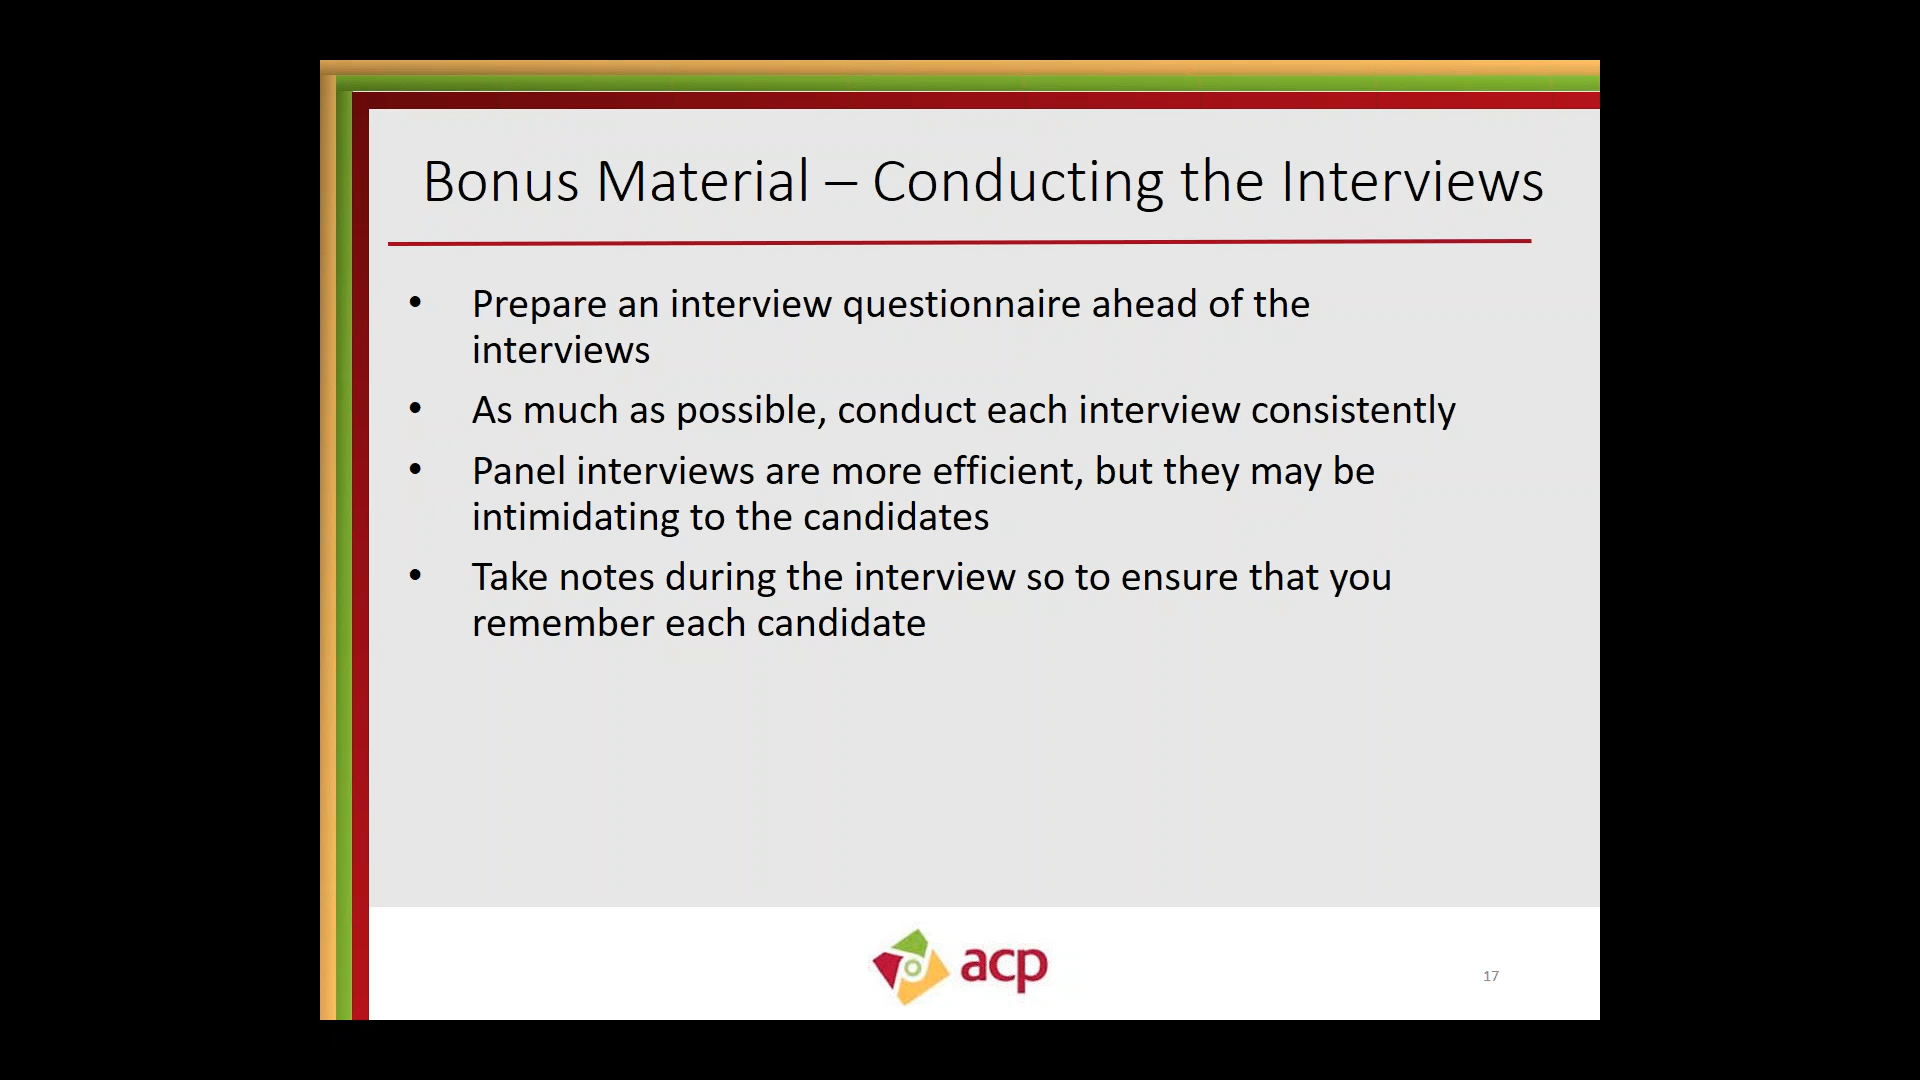 Bonus Material – Conducting the Interviews
• Prepare an interview questionnaire ahead of the
interviews
• As much as possible, conduct each interview consistently
• Panel interviews are more efficient, but they may be
intimidating to the candidates
• Take notes during the interview so to ensure that you
remember each candidate
acp
17